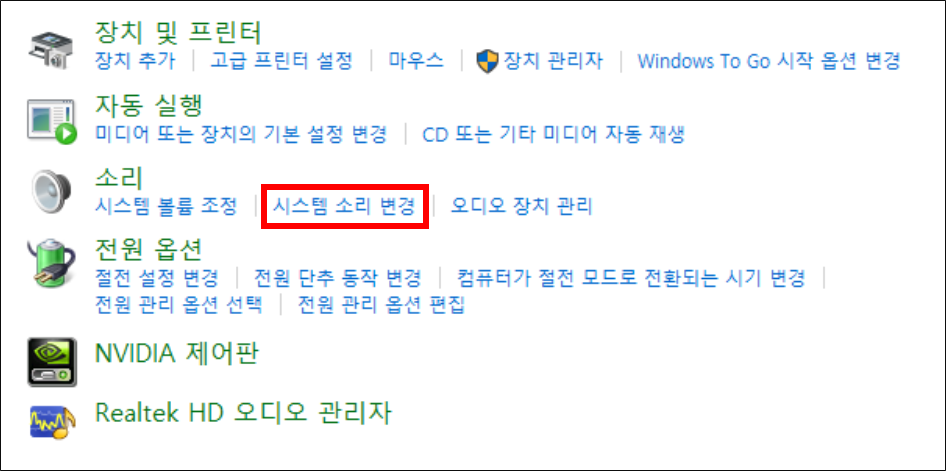 장치 및 프린터
장치 추가 | 고급 프린터 설정 | 마우스 | 장치 관리자 | Windows To Go 시작 옵션 변경
자동 실행
미디어 또는 장치의 기본 설정 변경 | CD 또는 기타 미디어 자동 재생
소리
시스템 볼륨 조정 | 시스템 소리 변경 | 오디오 장치 관리
전원 옵션
절전 설정 변경 | 전원 단추 동작 변경 | 컴퓨터가 절전 모드로 전환되는 시기 변경 |
전원 관리 옵션 선택 | 전원 관리 옵션 편집
NVIDIA 제어판
Realtek HD 오디오 관리자